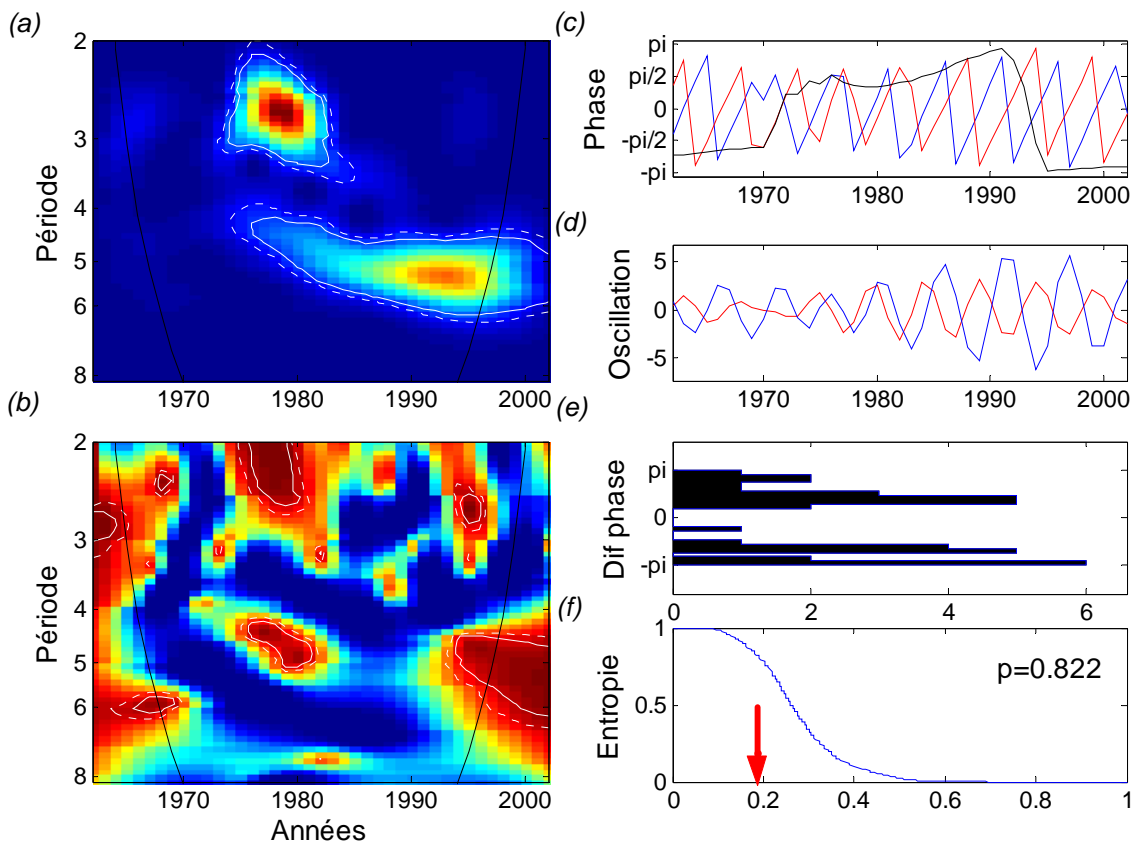 (a)
2
3
4
5
6
8
Période
1970
1980
1990
2000
(b)
2
3
4
5
6
8
Période
1970
1980
1990
2000
Années
(c)
pi
pi/2
0
-pi/2
-pi
Phase
1970
1980
1990
2000
(d)
5
0
-5
Oscillation
1970
1980
1990
2000
(e)
pi
0
-pi
Dif phase
0
2
4
6
(f)
1
0.5
0
Entropie
p=0.822
0
0.2
0.4
0.6
0.8
1